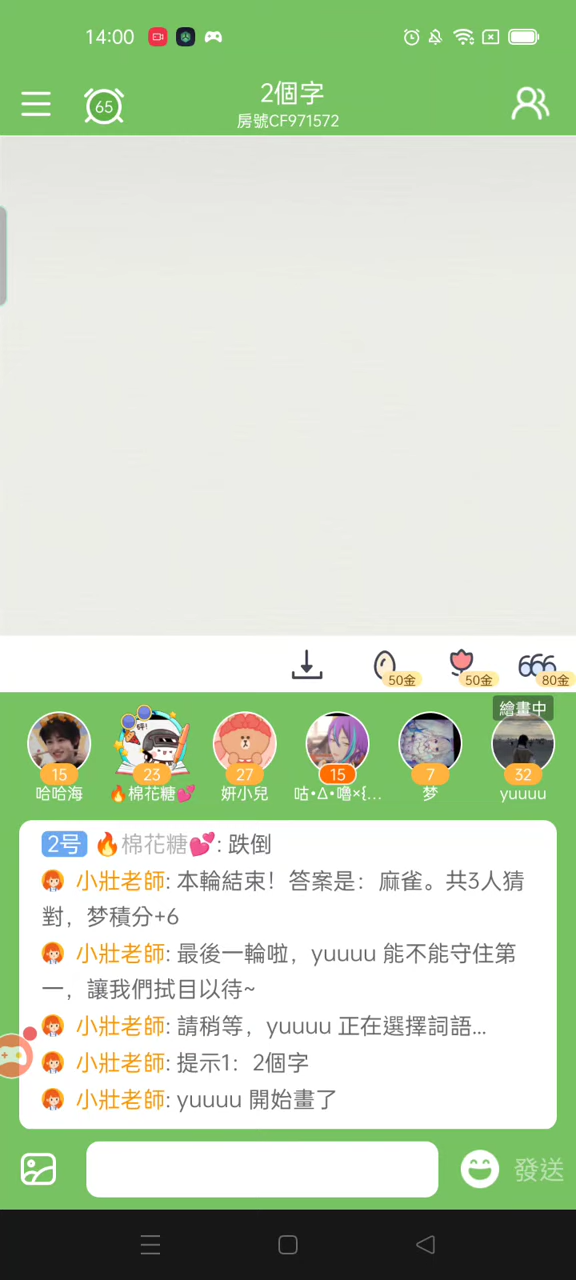 14:00
65
2個字
房號CF971572
50金
50金
80金
繪畫中
15
23
27
15
7
32
哈哈海
🔥棉花糖💕
妍小兒
咕•Δ•嚕×{...
梦
yuuuu
2号 🔥棉花糖💕: 跌倒
小壯老師: 本輪結束！答案是：麻雀。共3人猜
對，梦積分+6
小壯老師: 最後一輪啦，yuuuu 能不能守住第
一，讓我們拭目以待~
小壯老師: 請稍等，yuuuu 正在選擇詞語...
小壯老師: 提示1：2個字
小壯老師: yuuuu 開始畫了
發送